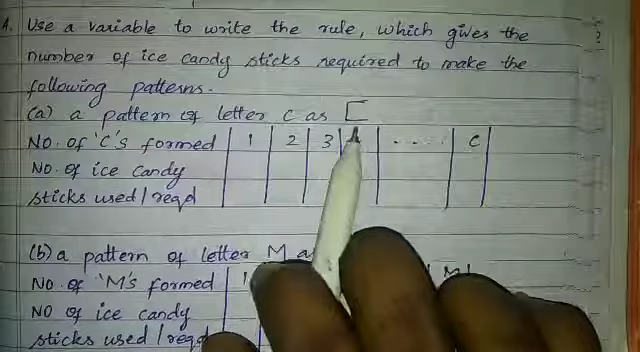 4. Use a variable to write the rule, which gives the
number of ice candy sticks required to make the
following patterns.
(a) a pattern of letter C as [
No. of 'C's formed 1 2 3 4 ..... C
No. of ice candy
sticks used/reqd
(b) a pattern of letter M as
No. of 'M's formed 1 M
No of ice candy
sticks used/reqd